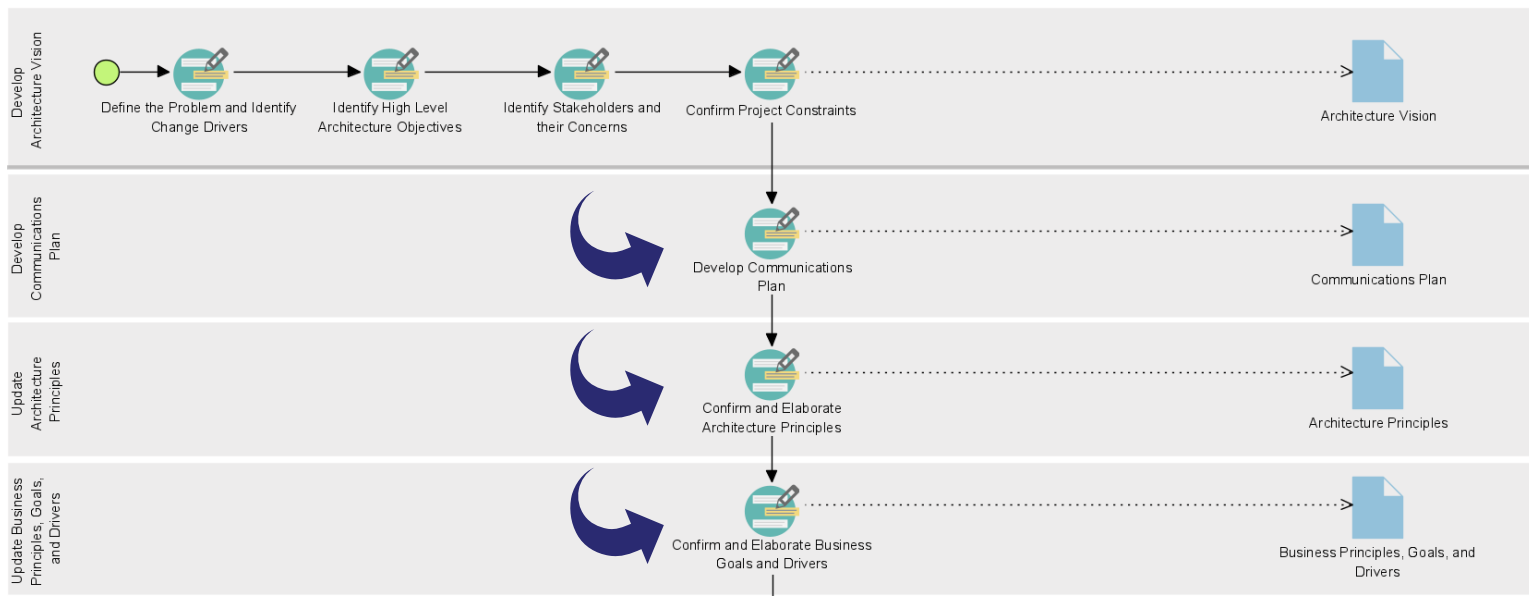 Develop
Architecture Vision
Define the Problem and Identify
Change Drivers
Identify High Level
Architecture Objectives
Identify Stakeholders and
their Concerns
Confirm Project Constraints
Architecture Vision
Develop
Communications
Plan
Develop Communications
Plan
Communications Plan
Update
Architecture
Principles
Confirm and Elaborate
Architecture Principles
Architecture Principles
Update Business
Principles, Goals,
and Drivers
Confirm and Elaborate Business
Goals and Drivers
Business Principles, Goals, and
Drivers